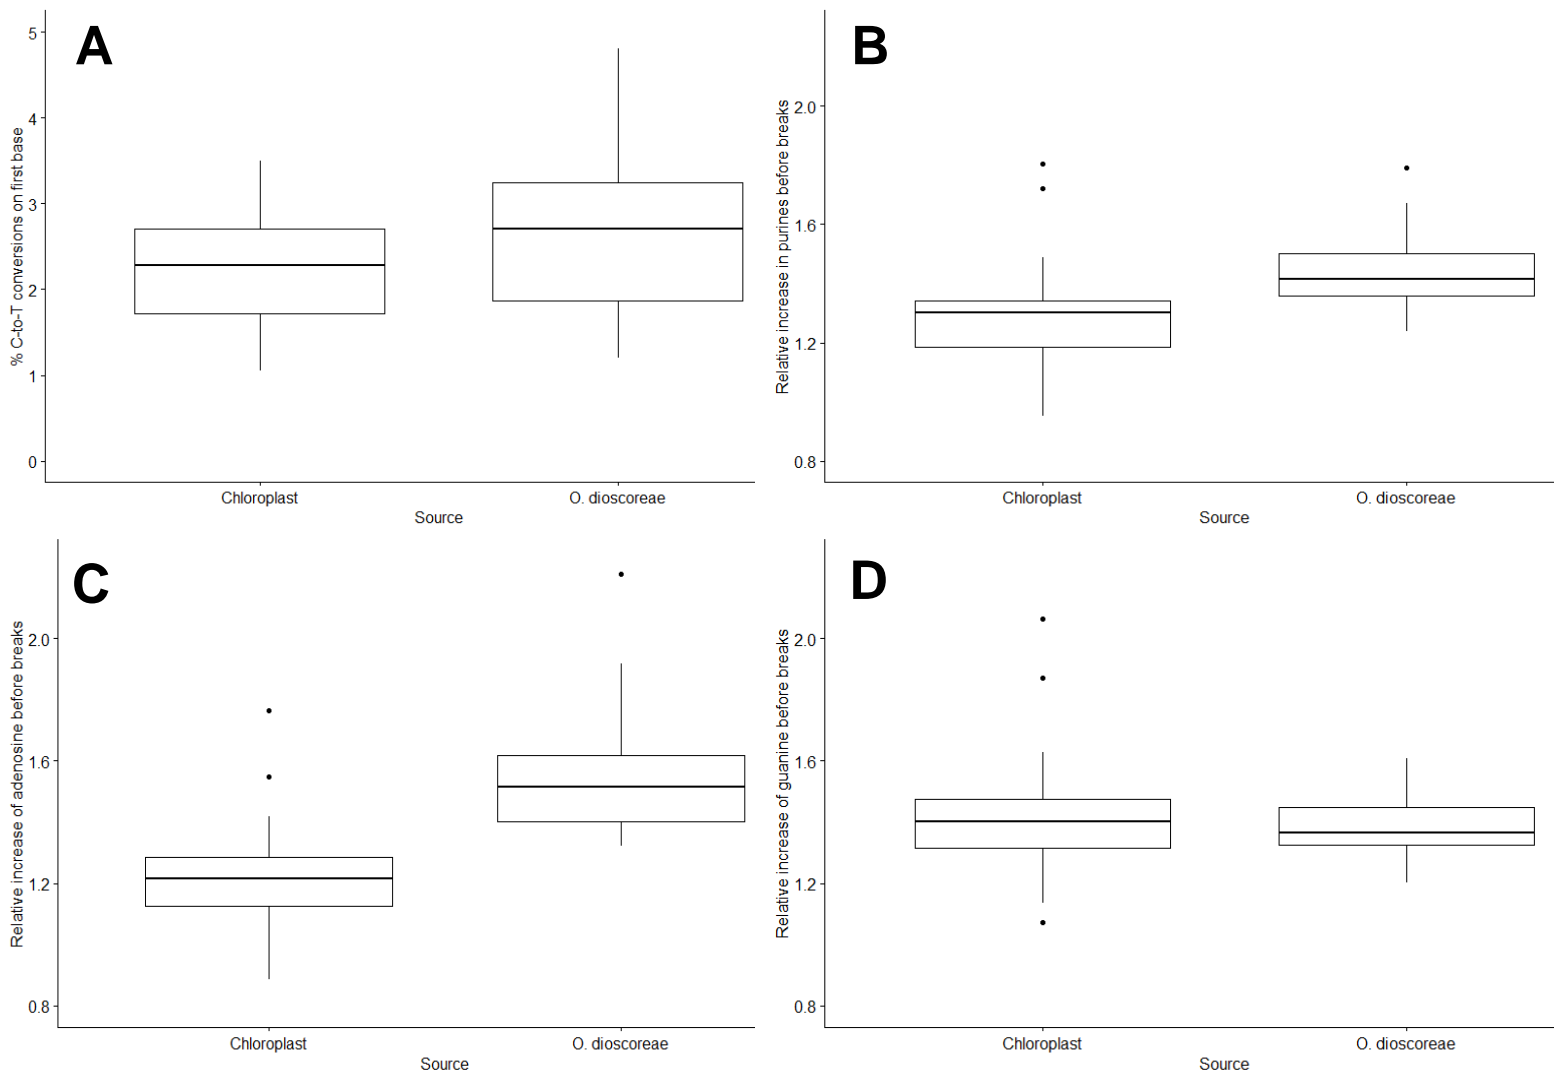 A
% C-to-T conversions on first base
5
4
3
2
1
0
Chloroplast
O. dioscoreae
Source
B
Relative increase in purines before breaks
2.0
1.6
1.2
0.8
Chloroplast
O. dioscoreae
Source
C
Relative increase of adenosine before breaks
2.0
1.6
1.2
0.8
Chloroplast
O. dioscoreae
Source
D
Relative increase of guanine before breaks
2.0
1.6
1.2
0.8
Chloroplast
O. dioscoreae
Source